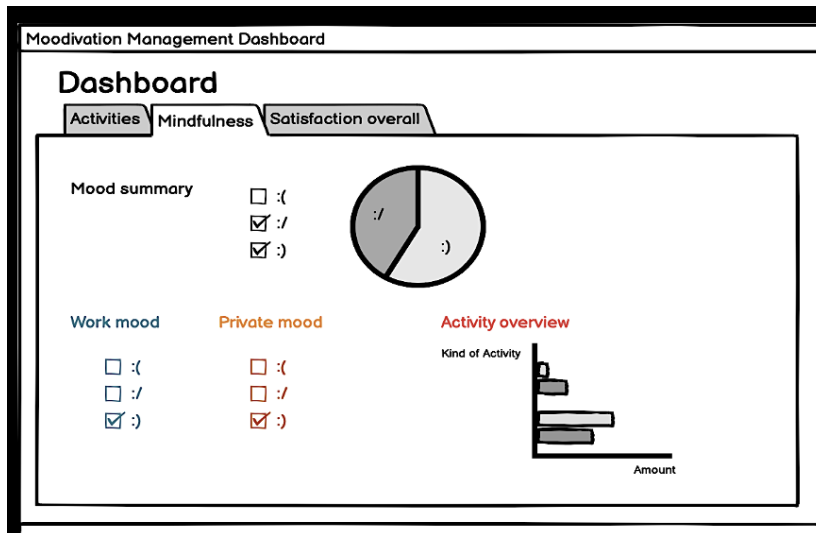 Moodivation Management Dashboard
Dashboard
Activities Mindfulness Satisfaction overall
Mood summary
:(
:/
:)
:/
:)
Work mood
:(
:/
:)
Private mood
:(
:/
:)
Activity overview
Kind of Activity
Amount